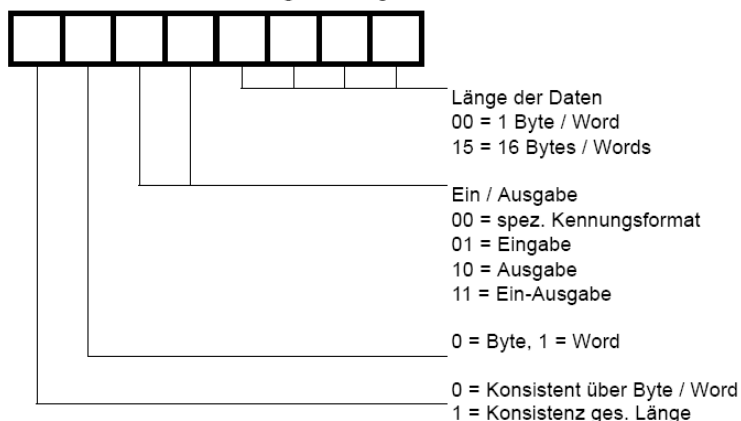 Länge der Daten
00 = 1 Byte / Word
15 = 16 Bytes / Words
Ein / Ausgabe
00 = spez. Kennungsformat
01 = Eingabe
10 = Ausgabe
11 = Ein-Ausgabe
0 = Byte, 1 = Word
0 = Konsistent über Byte / Word
1 = Konsistenz ges. Länge